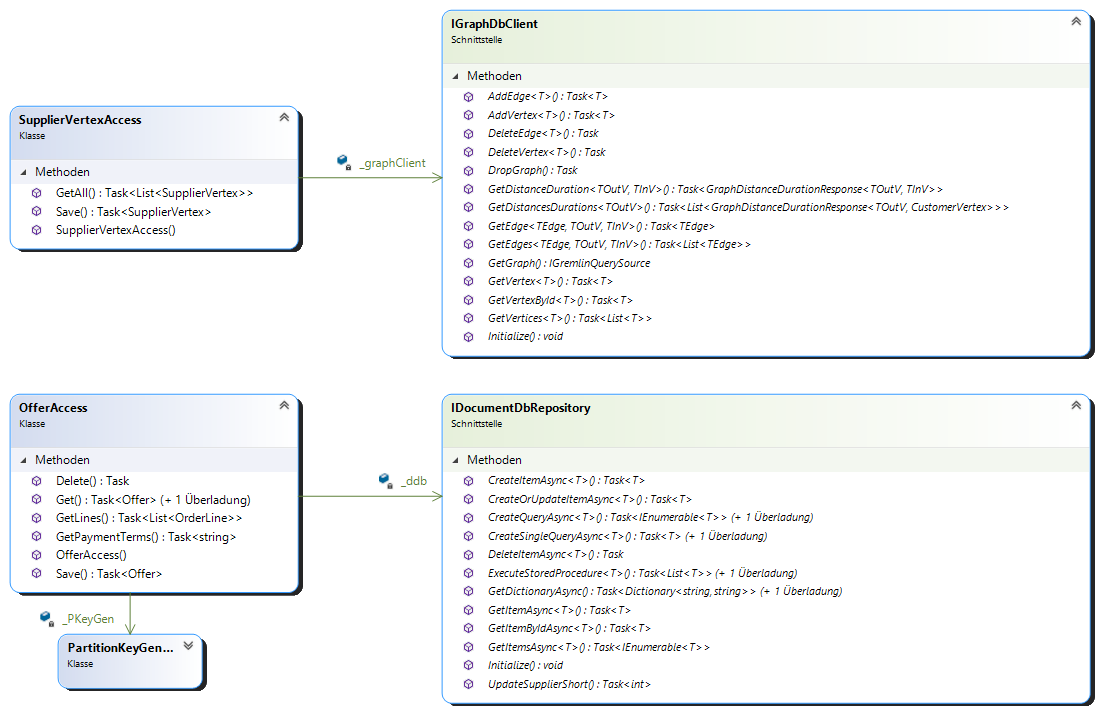 IGraphDbClient
Schnittstelle
Methoden
AddEdge<T>() : Task<T>
AddVertex<T>() : Task<T>
DeleteEdge<T>() : Task
DeleteVertex<T>() : Task
DropGraph() : Task
GetDistanceDuration<TOutV, TInV>() : Task<GraphDistanceDurationResponse<TOutV, TInV>>
GetDistancesDurations<TOutV>() : Task<List<GraphDistanceDurationResponse<TOutV, CustomerVertex>>>
GetEdge<TEdge, TOutV, TInV>() : Task<TEdge>
GetEdges<TEdge, TOutV, TInV>() : Task<List<TEdge>>
GetGraph() : IGremlinQuerySource
GetVertex<T>() : Task<T>
GetVertexById<T>() : Task<T>
GetVertices<T>() : Task<List<T>>
Initialize() : void
SupplierVertexAccess
Klasse
Methoden
GetAll() : Task<List<SupplierVertex>>
Save() : Task<SupplierVertex>
SupplierVertexAccess()
_graphClient
OfferAccess
Klasse
Methoden
Delete() : Task
Get() : Task<Offer> (+ 1 Überladung)
GetLines() : Task<List<OrderLine>>
GetPaymentTerms() : Task<string>
OfferAccess()
Save() : Task<Offer>
_ddb
IDocumentDbRepository
Schnittstelle
Methoden
CreateItemAsync<T>() : Task<T>
CreateOrUpdateItemAsync<T>() : Task<T>
CreateQueryAsync<T>() : Task<IEnumerable<T>> (+ 1 Überladung)
CreateSingleQueryAsync<T>() : Task<T> (+ 1 Überladung)
DeleteItemAsync<T>() : Task
ExecuteStoredProcedure<T>() : Task<List<T>> (+ 1 Überladung)
GetDictionaryAsync() : Task<Dictionary<string, string>> (+ 1 Überladung)
GetItemAsync<T>() : Task<T>
GetItemByIdAsync<T>() : Task<T>
GetItemsAsync<T>() : Task<IEnumerable<T>>
Initialize() : void
UpdateSupplierShort() : Task<int>
_PKeyGen
PartitionKeyGen...
Klasse